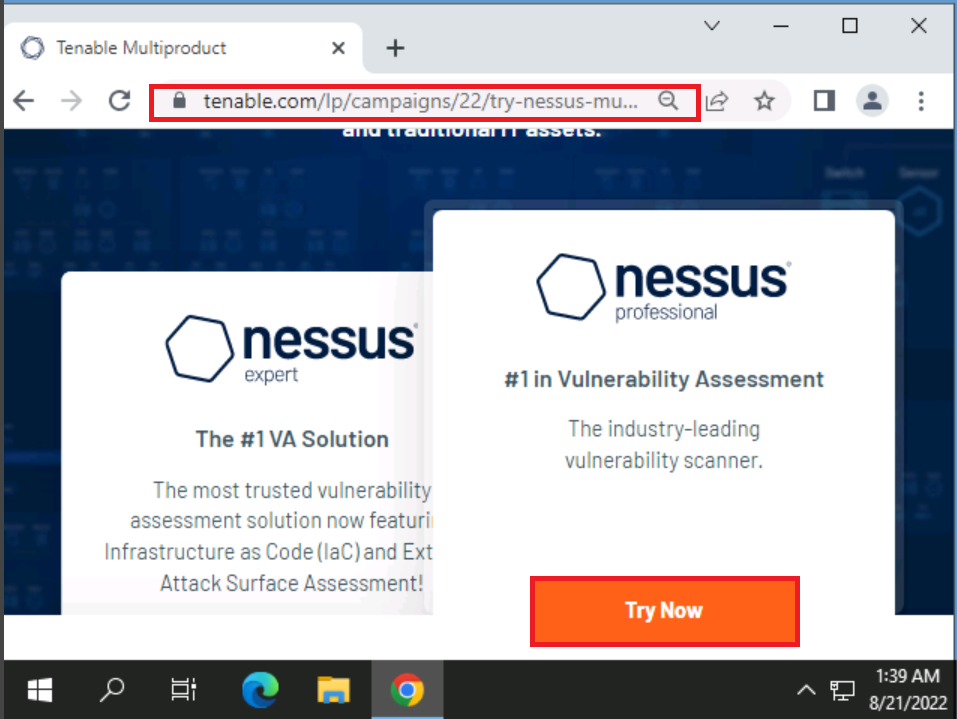 Tenable Multiproduct
tenable.com/lp/campaigns/22/try-nessus-mu...
and traditional IT assets.
Switch
Sensor
nessus
professional
#1 in Vulnerability Assessment
The industry-leading
vulnerability scanner.
Try Now
nessus
expert
The #1 VA Solution
The most trusted vulnerability
assessment solution now featuri
Infrastructure as Code (IaC) and Ext
Attack Surface Assessment!
1:39 AM
8/21/2022